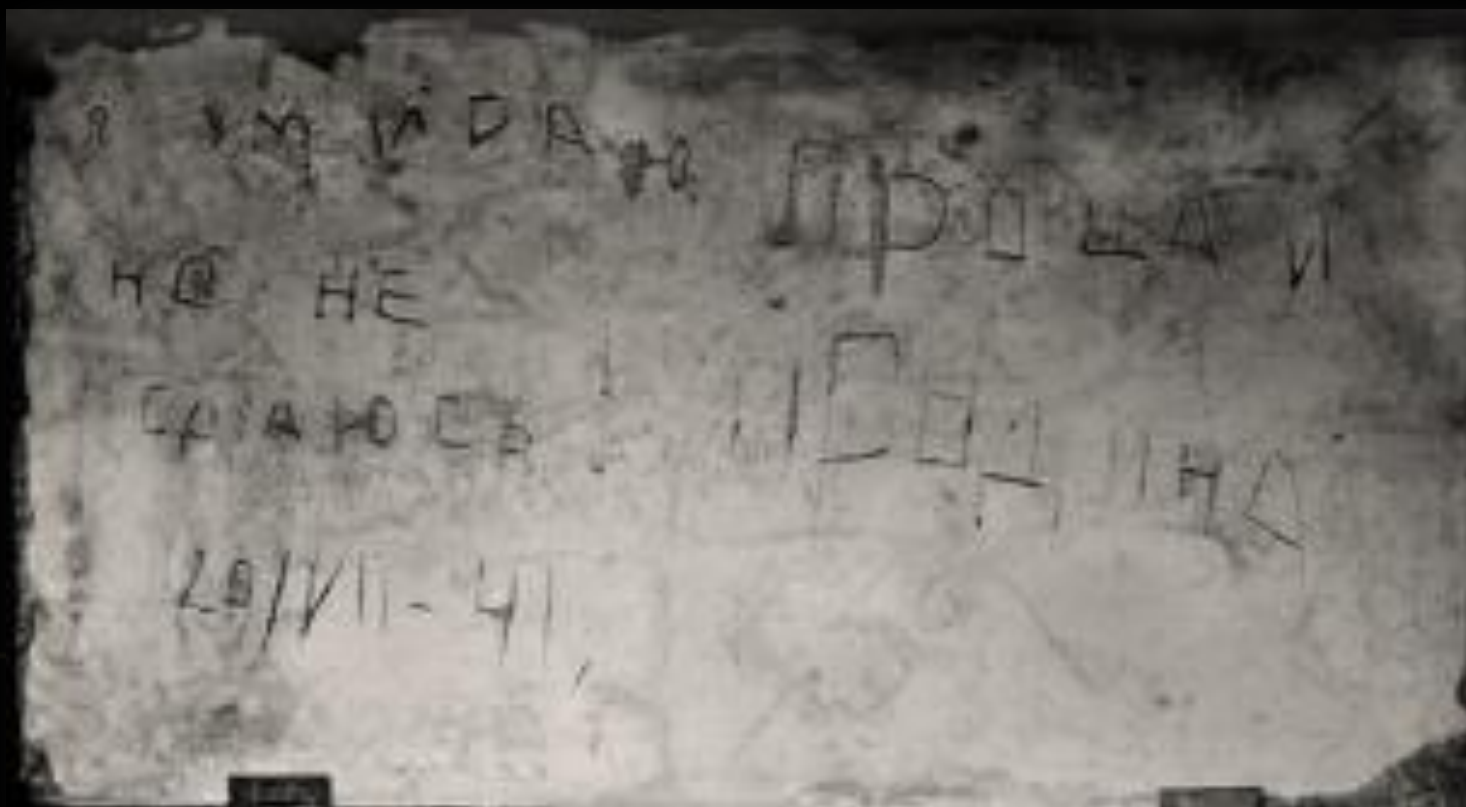 Я УМИРАЮ
НО НЕ
СДАЮСЬ !
ПРОЩАЙ
РОДИНА
20/VII-41